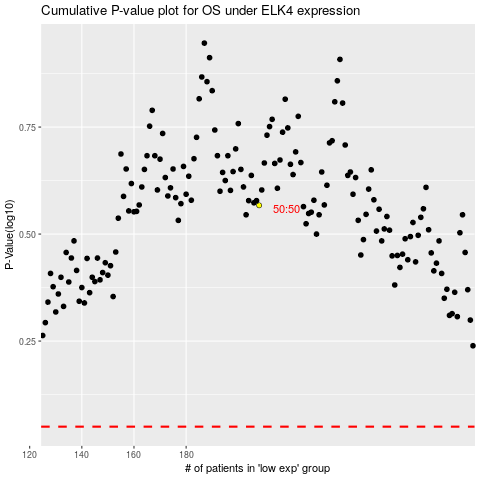 Cumulative P-value plot for OS under ELK4 expression
P-Value(log10)
0.75
0.50
0.25
50:50
120 140 160 180
# of patients in 'low exp' group